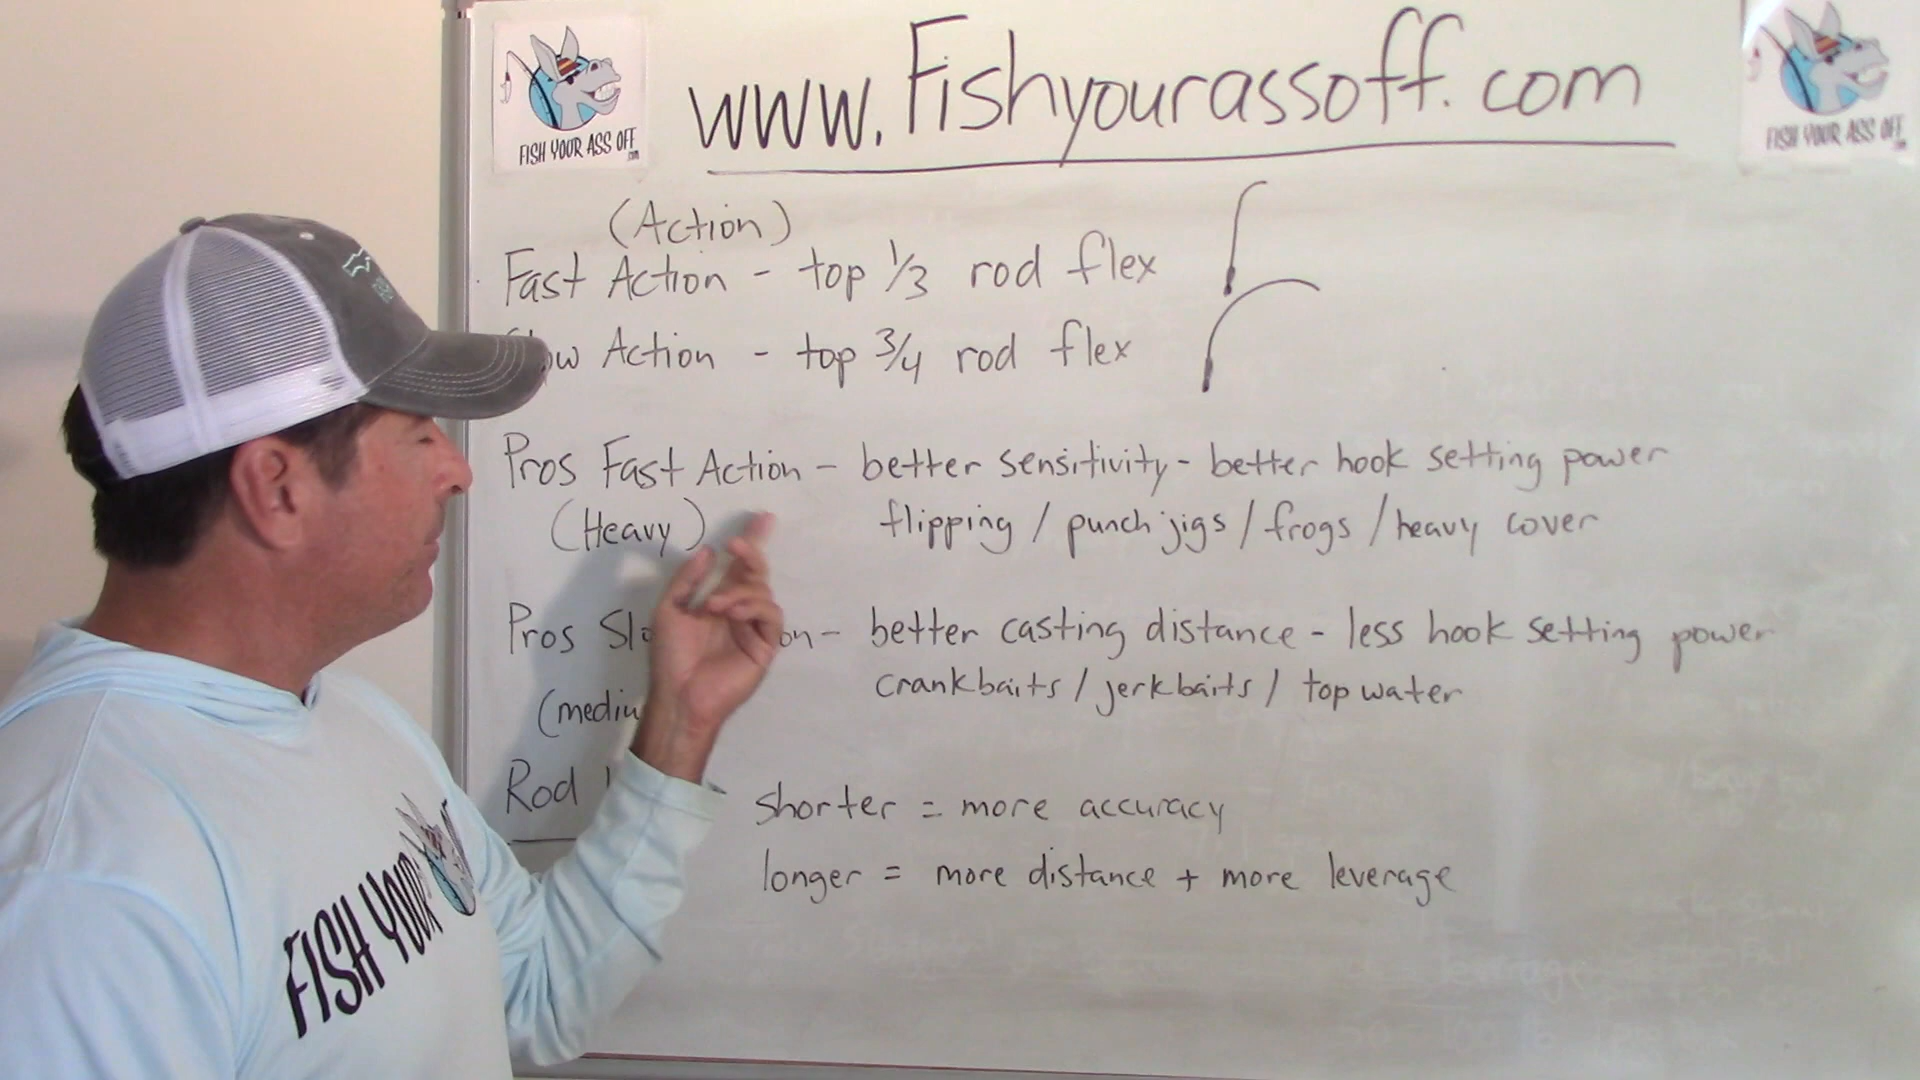 www.Fishyourassoff.com
FISH YOUR ASS OFF
.com
FISH YOUR ASS OFF
(Action)
Fast Action - top 1/3 rod flex
Action - top 3/4 rod flex
Pros Fast Action - better sensitivity - better hook setting power
(Heavy) flipping / punch jigs / frogs / heavy cover
Pros - better casting distance - less hook setting power
crankbaits / jerkbaits / topwater
Rod shorter = more accuracy
longer = more distance + more leverage
FISH YOUR